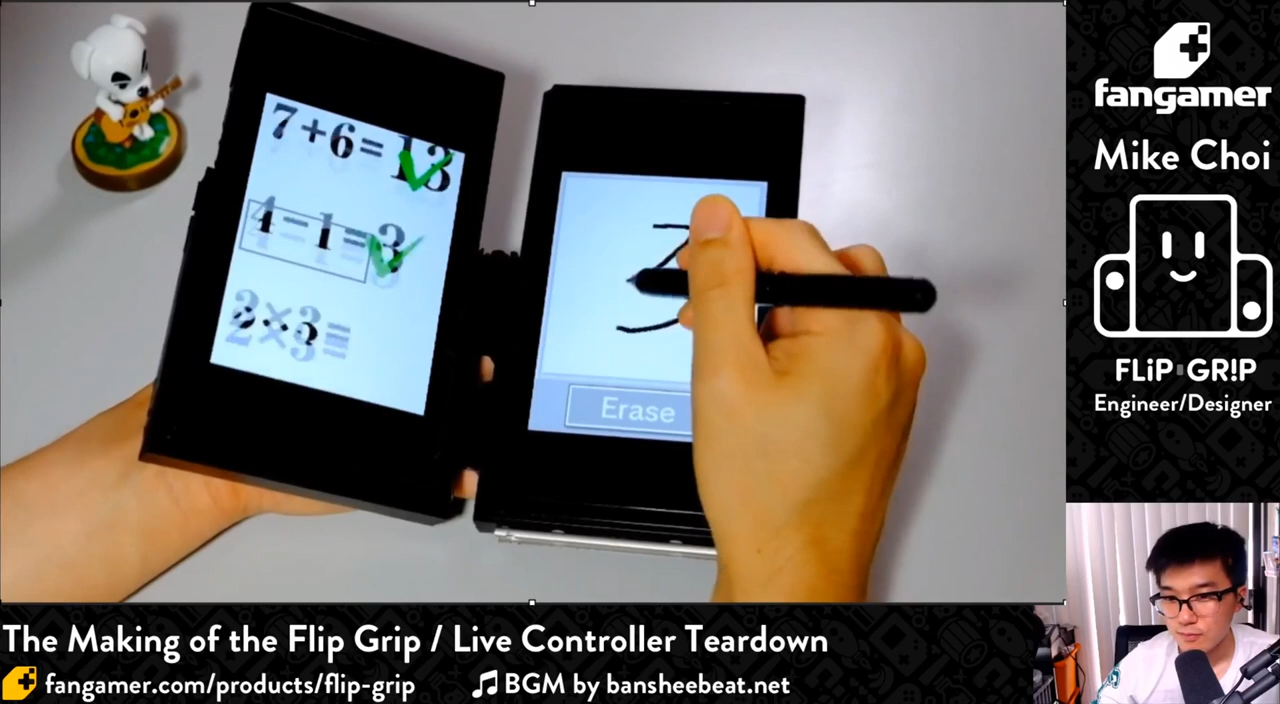 7+6=13
4-1=3
2×3=
3
Erase
fangamer
Mike Choi
FLiP GR!P
Engineer/Designer
The Making of the Flip Grip / Live Controller Teardown
fangamer.com/products/flip-grip
BGM by bansheebeat.net